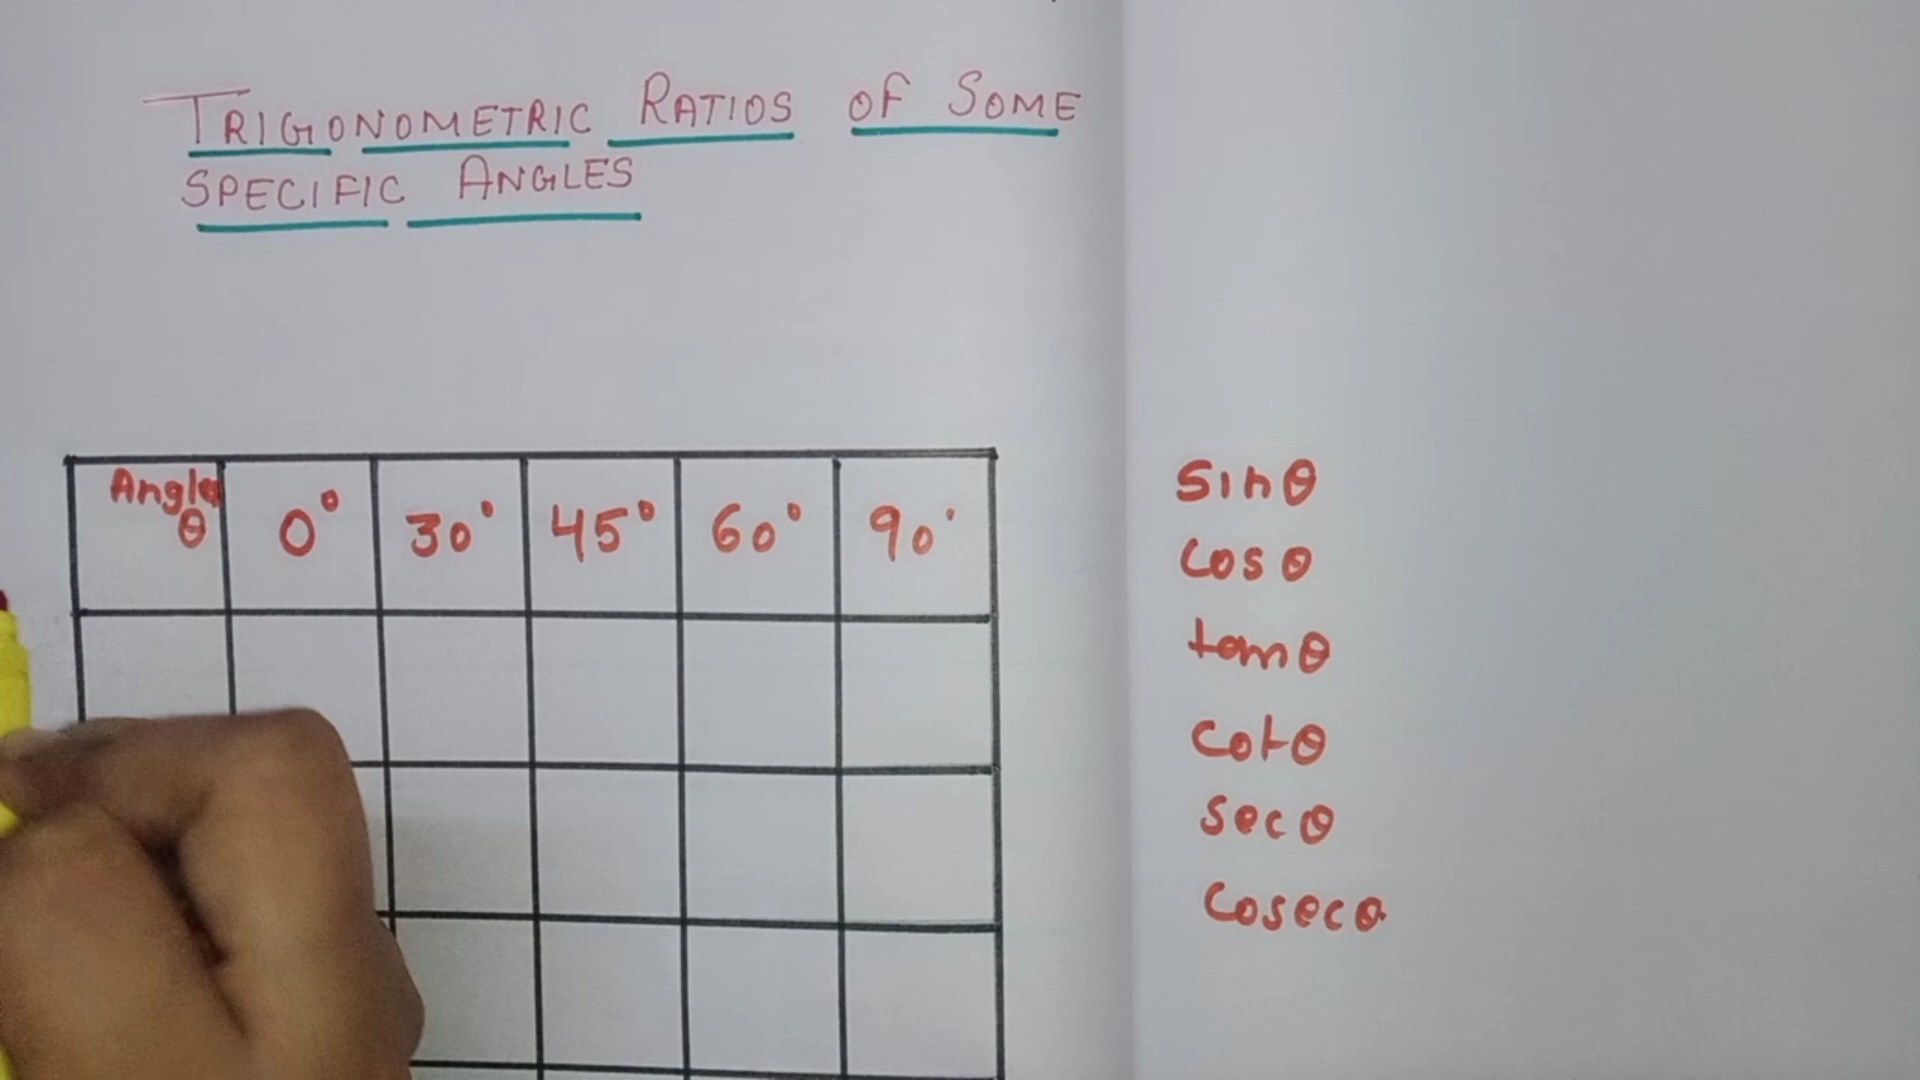 TRIGONOMETRIC RATIOS OF SOME
SPECIFIC ANGLES
Angle
θ 0° 30° 45° 60° 90°
sinθ
cosθ
tanθ
cotθ
secθ
cosecθ